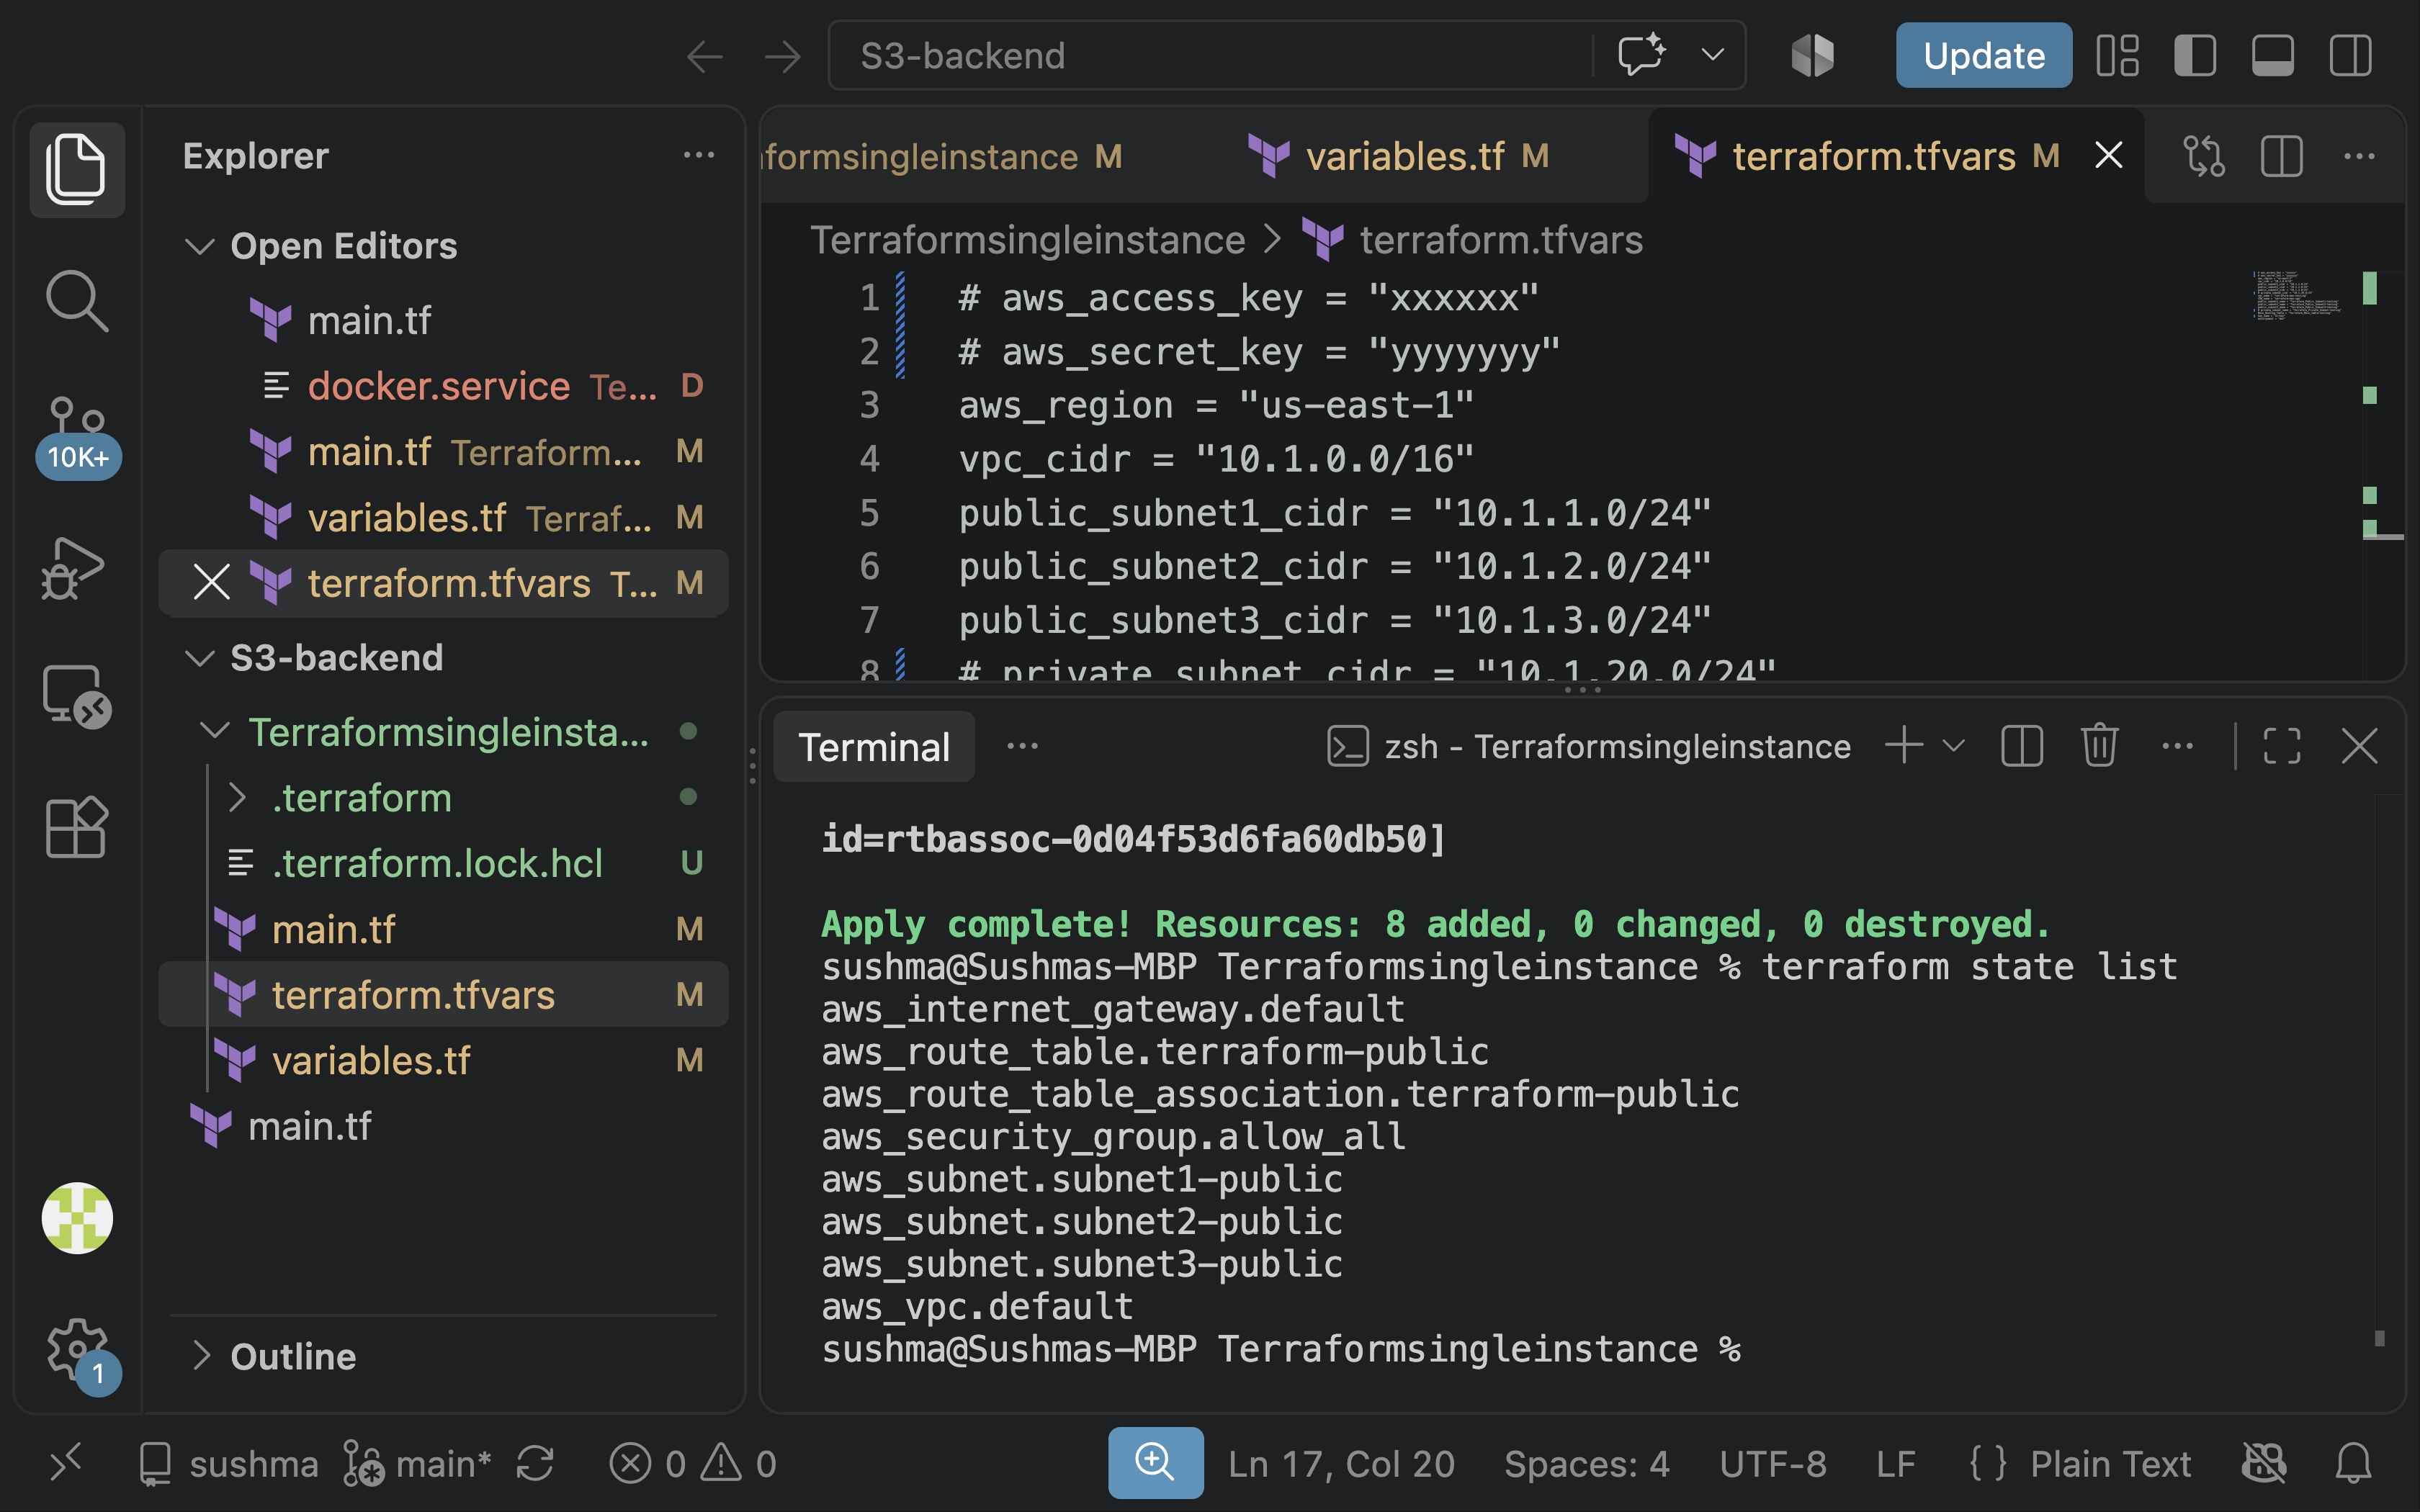 S3-backend
Update
Explorer
Open Editors
main.tf
docker.service Te... D
main.tf Terraform... M
variables.tf Terraf... M
terraform.tfvars T... M
S3-backend
Terraformsingleinsta...
.terraform
.terraform.lock.hcl U
main.tf M
terraform.tfvars M
variables.tf M
main.tf
Outline
10K+
1
formsingleinstance M
variables.tf M
terraform.tfvars M
Terraformsingleinstance > terraform.tfvars
1 # aws_access_key = "xxxxxx"
2 # aws_secret_key = "yyyyyyy"
3 aws_region = "us-east-1"
4 vpc_cidr = "10.1.0.0/16"
5 public_subnet1_cidr = "10.1.1.0/24"
6 public_subnet2_cidr = "10.1.2.0/24"
7 public_subnet3_cidr = "10.1.3.0/24"
8 # private_subnet_cidr = "10.1.20.0/24"
Terminal
zsh - Terraformsingleinstance
id=rtbassoc-0d04f53d6fa60db50]
Apply complete! Resources: 8 added, 0 changed, 0 destroyed.
sushma@Sushmas-MBP Terraformsingleinstance % terraform state list
aws_internet_gateway.default
aws_route_table.terraform-public
aws_route_table_association.terraform-public
aws_security_group.allow_all
aws_subnet.subnet1-public
aws_subnet.subnet2-public
aws_subnet.subnet3-public
aws_vpc.default
sushma@Sushmas-MBP Terraformsingleinstance %
sushma main* 0 0 Ln 17, Col 20 Spaces: 4 UTF-8 LF {} Plain Text